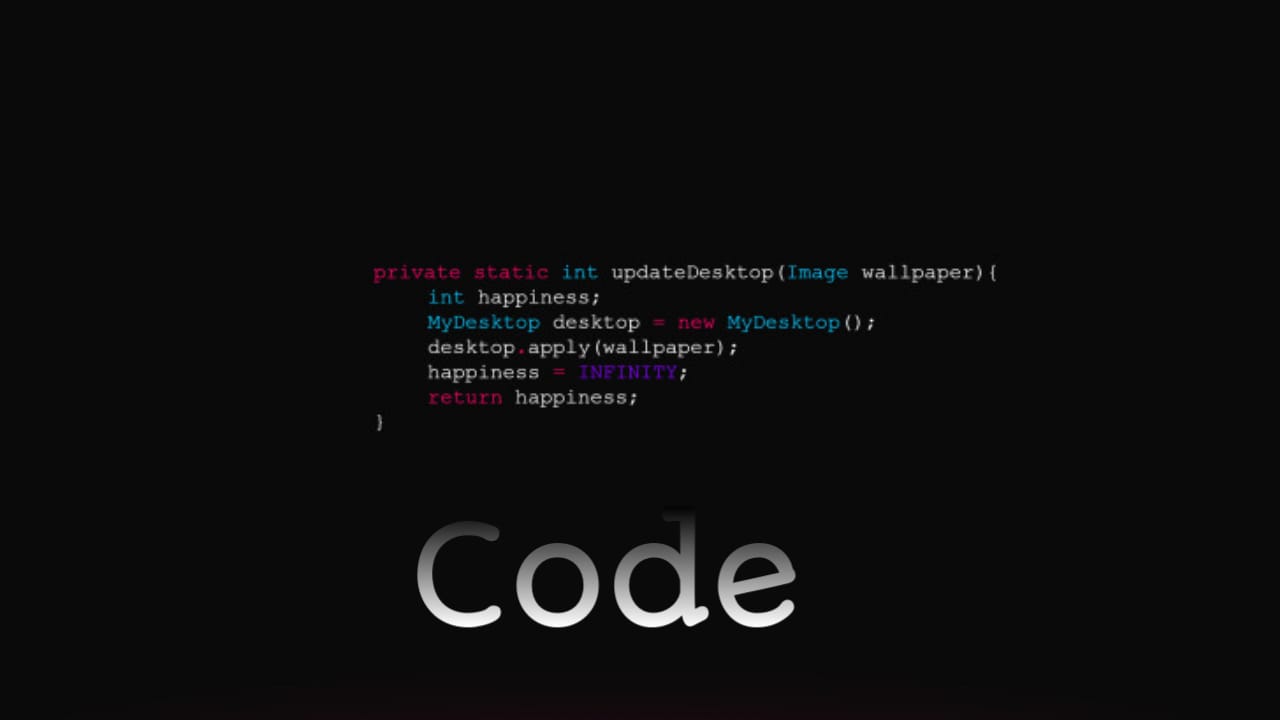 private static int updateDesktop(Image wallpaper){
int happiness;
MyDesktop desktop = new MyDesktop();
desktop.apply(wallpaper);
happiness = INFINITY;
return happiness;
}
Code